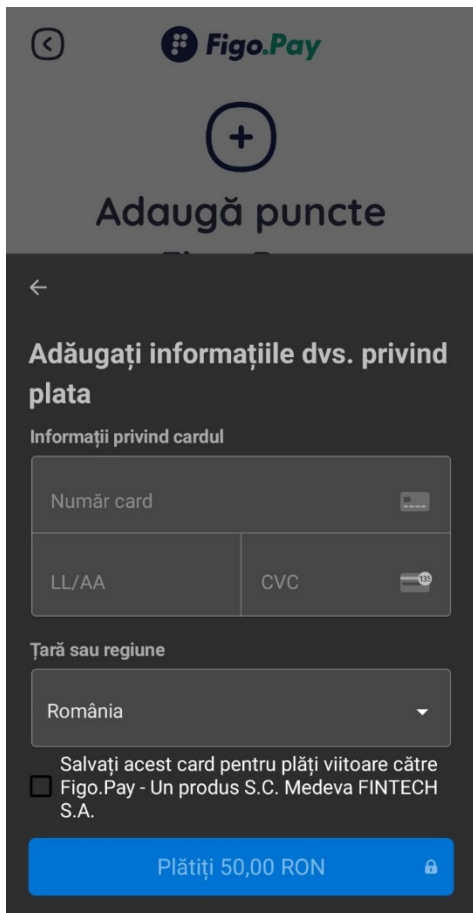 Figo.Pay
Adaugă puncte
Adăugați informațiile dvs. privind
plata
Informații privind cardul
Număr card
LL/AA
CVC
135
Țară sau regiune
România
Salvați acest card pentru plăți viitoare către
Figo.Pay - Un produs S.C. Medeva FINTECH
S.A.
Plătiți 50,00 RON